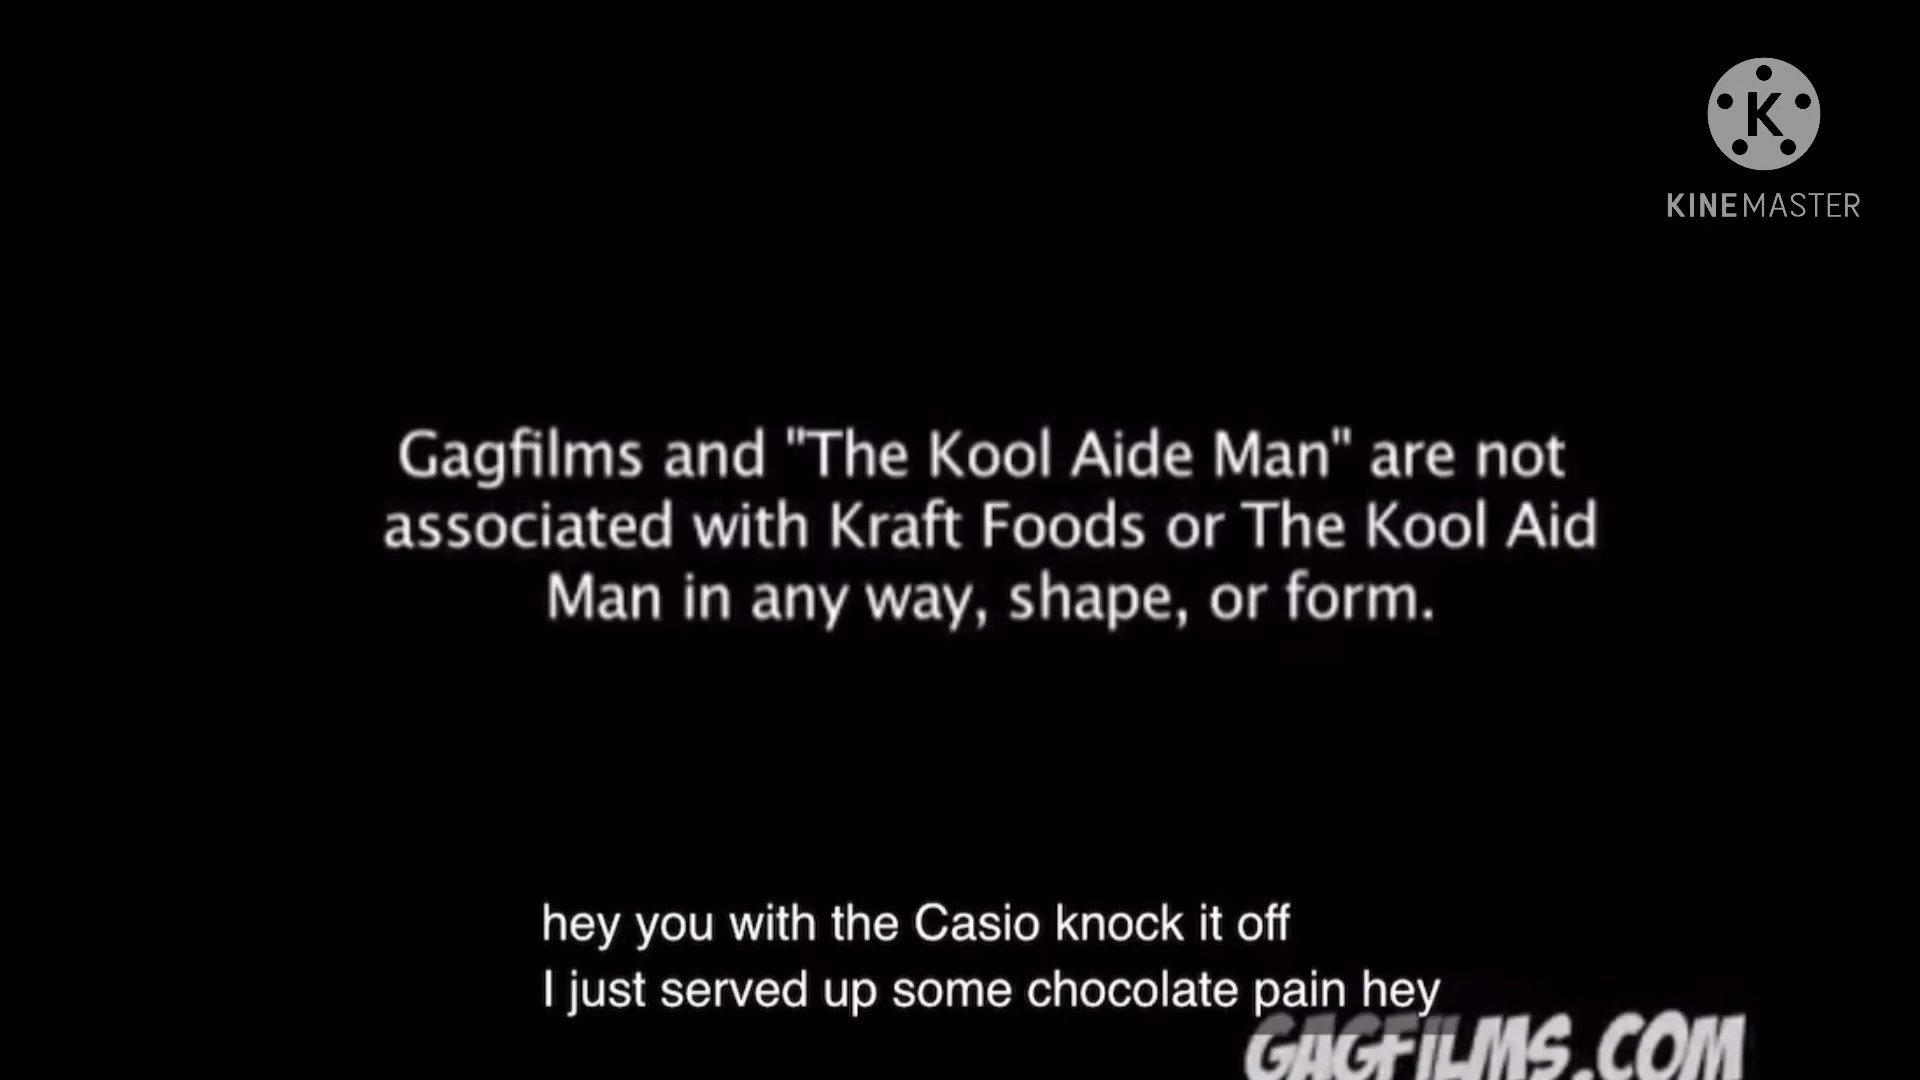 K
KINEMASTER
Gagfilms and "The Kool Aide Man" are not
associated with Kraft Foods or The Kool Aid
Man in any way, shape, or form.
hey you with the Casio knock it off
I just served up some chocolate pain hey
GAGFILMS.COM